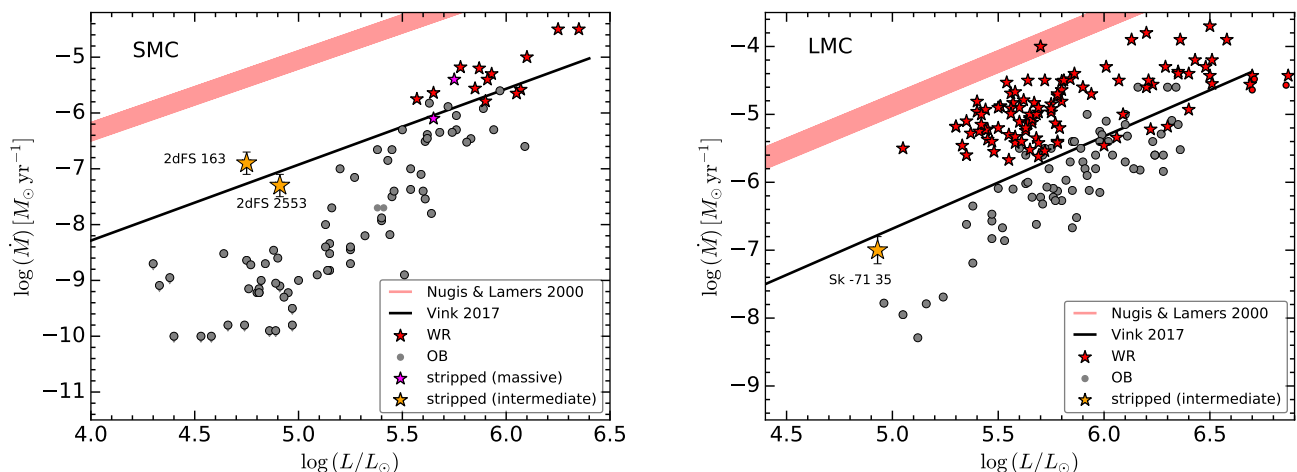 SMC
log (Ṁ) [M⊙ yr⁻¹]
−5
−6
−7
−8
−9
−10
−11
2dFS 163
2dFS 2553
Nugis & Lamers 2000
Vink 2017
WR
OB
stripped (massive)
stripped (intermediate)
4.0 4.5 5.0 5.5 6.0 6.5
log (L/L⊙)
LMC
log (Ṁ) [M⊙ yr⁻¹]
−4
−5
−6
−7
−8
−9
Sk -71 35
Nugis & Lamers 2000
Vink 2017
WR
OB
stripped (intermediate)
4.5 5.0 5.5 6.0 6.5
log (L/L⊙)